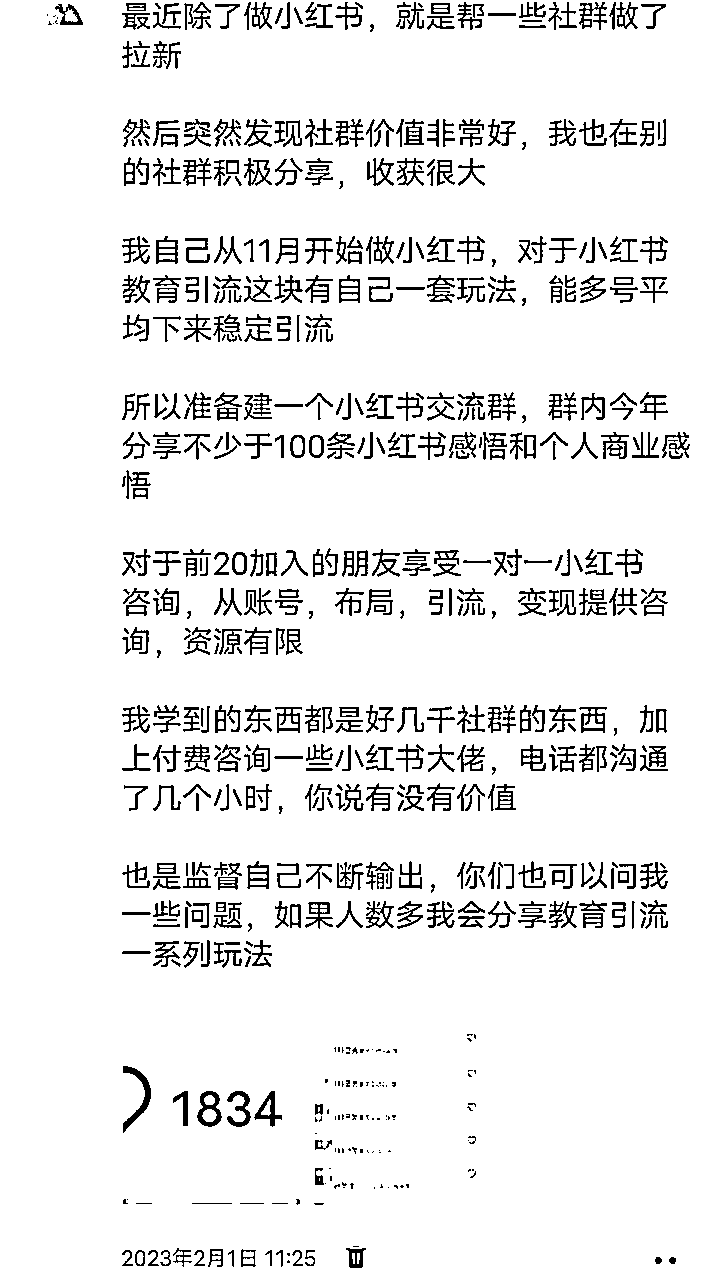 最近除了做小红书，就是帮一些社群做了
拉新
然后突然发现社群价值非常好，我也在别
的社群积极分享，收获很大
我自己从11月开始做小红书，对于小红书
教育引流这块有自己一套玩法，能多号平
均下来稳定引流
所以准备建一个小红书交流群，群内今年
分享不少于100条小红书感悟和个人商业感
悟
对于前20加入的朋友享受一对一小红书
咨询，从账号，布局，引流，变现提供咨
询，资源有限
我学到的东西都是好几千社群的东西，加
上付费咨询一些小红书大佬，电话都沟通
了几个小时，你说有没有价值
也是监督自己不断输出，你们也可以问我
一些问题，如果人数多我会分享教育引流
一系列玩法
1834
2023年2月1日 11:25